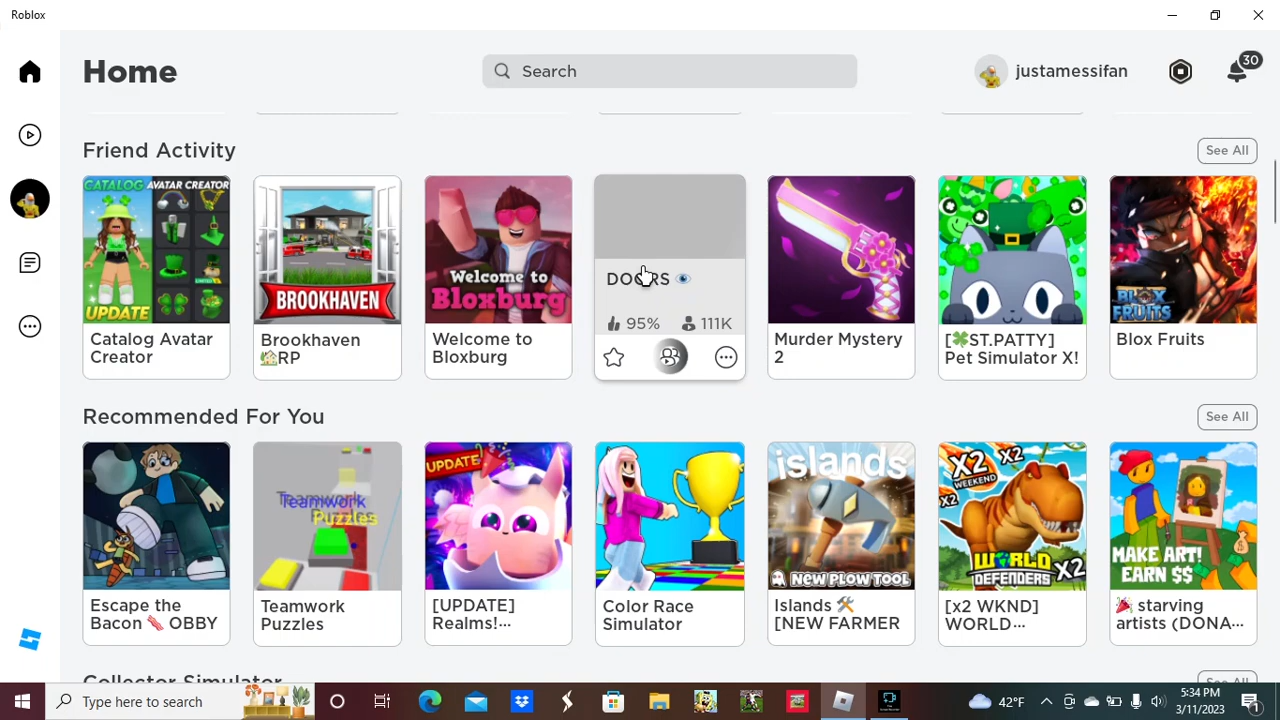 Roblox
Home
Search
justamessifan
30
Friend Activity
See All
CATALOG AVATAR CREATOR
UPDATE
Catalog Avatar
Creator
BROOKHAVEN
Brookhaven
🏡RP
Welcome to
Bloxburg
Welcome to
Bloxburg
DOORS 👁️
95%
111K
Murder Mystery
2
[🍀ST.PATTY]
Pet Simulator X!
BLOX
FRUITS
Blox Fruits
Recommended For You
See All
Escape the
Bacon 🥓 OBBY
Teamwork
Teamwork
Puzzles
Teamwork
Puzzles
UPDATE
[UPDATE]
Realms!...
Color Race
Simulator
islands
NEW PLOW TOOL
Islands 🛠️
[NEW FARMER
X2
WEEKEND
X2
X2
WORLD
DEFENDERS
X2
[x2 WKND]
WORLD...
MAKE ART!
EARN $$
🎉 starving
artists (DONA...
Collector Simulator
See All
Type here to search
42°F
5:34 PM
3/11/2023
1